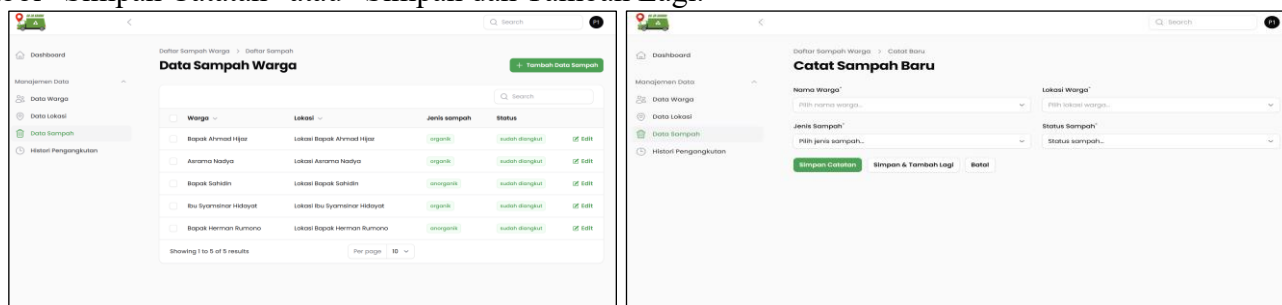 bol "Simpan Catatan" atau "Simpan dan Tambah Lagi."
Search
P1
Dashboard
Manajemen Data
Data Warga
Data Lokasi
Data Sampah
Histori Pengangkutan
Daftar Sampah Warga > Daftar Sampah
Data Sampah Warga
+ Tambah Data Sampah
Search
Warga Lokasi Jenis sampah Status
Bapak Ahmad Hijaz Lokasi Bapak Ahmad Hijaz organik sudah diangkut Edit
Asrama Nadya Lokasi Asrama Nadya organik sudah diangkut Edit
Bapak Sahidin Lokasi Bapak Sahidin anorganik sudah diangkut Edit
Ibu Syamsinar Hidayat Lokasi Ibu Syamsinar Hidayat organik sudah diangkut Edit
Bapak Herman Rumono Lokasi Bapak Herman Rumono anorganik sudah diangkut Edit
Showing 1 to 5 of 5 results
Per page 10
Search
P1
Dashboard
Manajemen Data
Data Warga
Data Lokasi
Data Sampah
Histori Pengangkutan
Daftar Sampah Warga > Catat Baru
Catat Sampah Baru
Nama Warga* Lokasi Warga*
Pilih nama warga... Pilih lokasi warga...
Jenis Sampah* Status Sampah*
Pilih jenis sampah... Status sampah...
Simpan Catatan Simpan & Tambah Lagi Batal